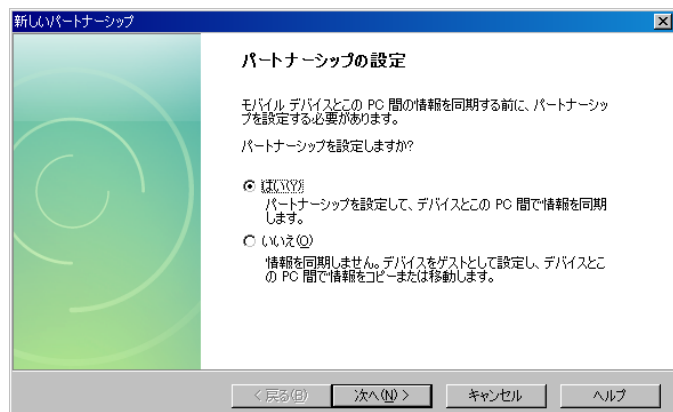 新しいパートナーシップ
パートナーシップの設定
モバイル デバイスとこの PC 間の情報を同期する前に、パートナーシッ
プを設定する必要があります。
パートナーシップを設定しますか?
はい(Y)
パートナーシップを設定して、デバイスとこの PC 間で情報を同期
します。
いいえ(O)
情報を同期しません。デバイスをゲストとして設定し、デバイスとこ
の PC 間で情報をコピーまたは移動します。
< 戻る(B)
次へ(N) >
キャンセル
ヘルプ